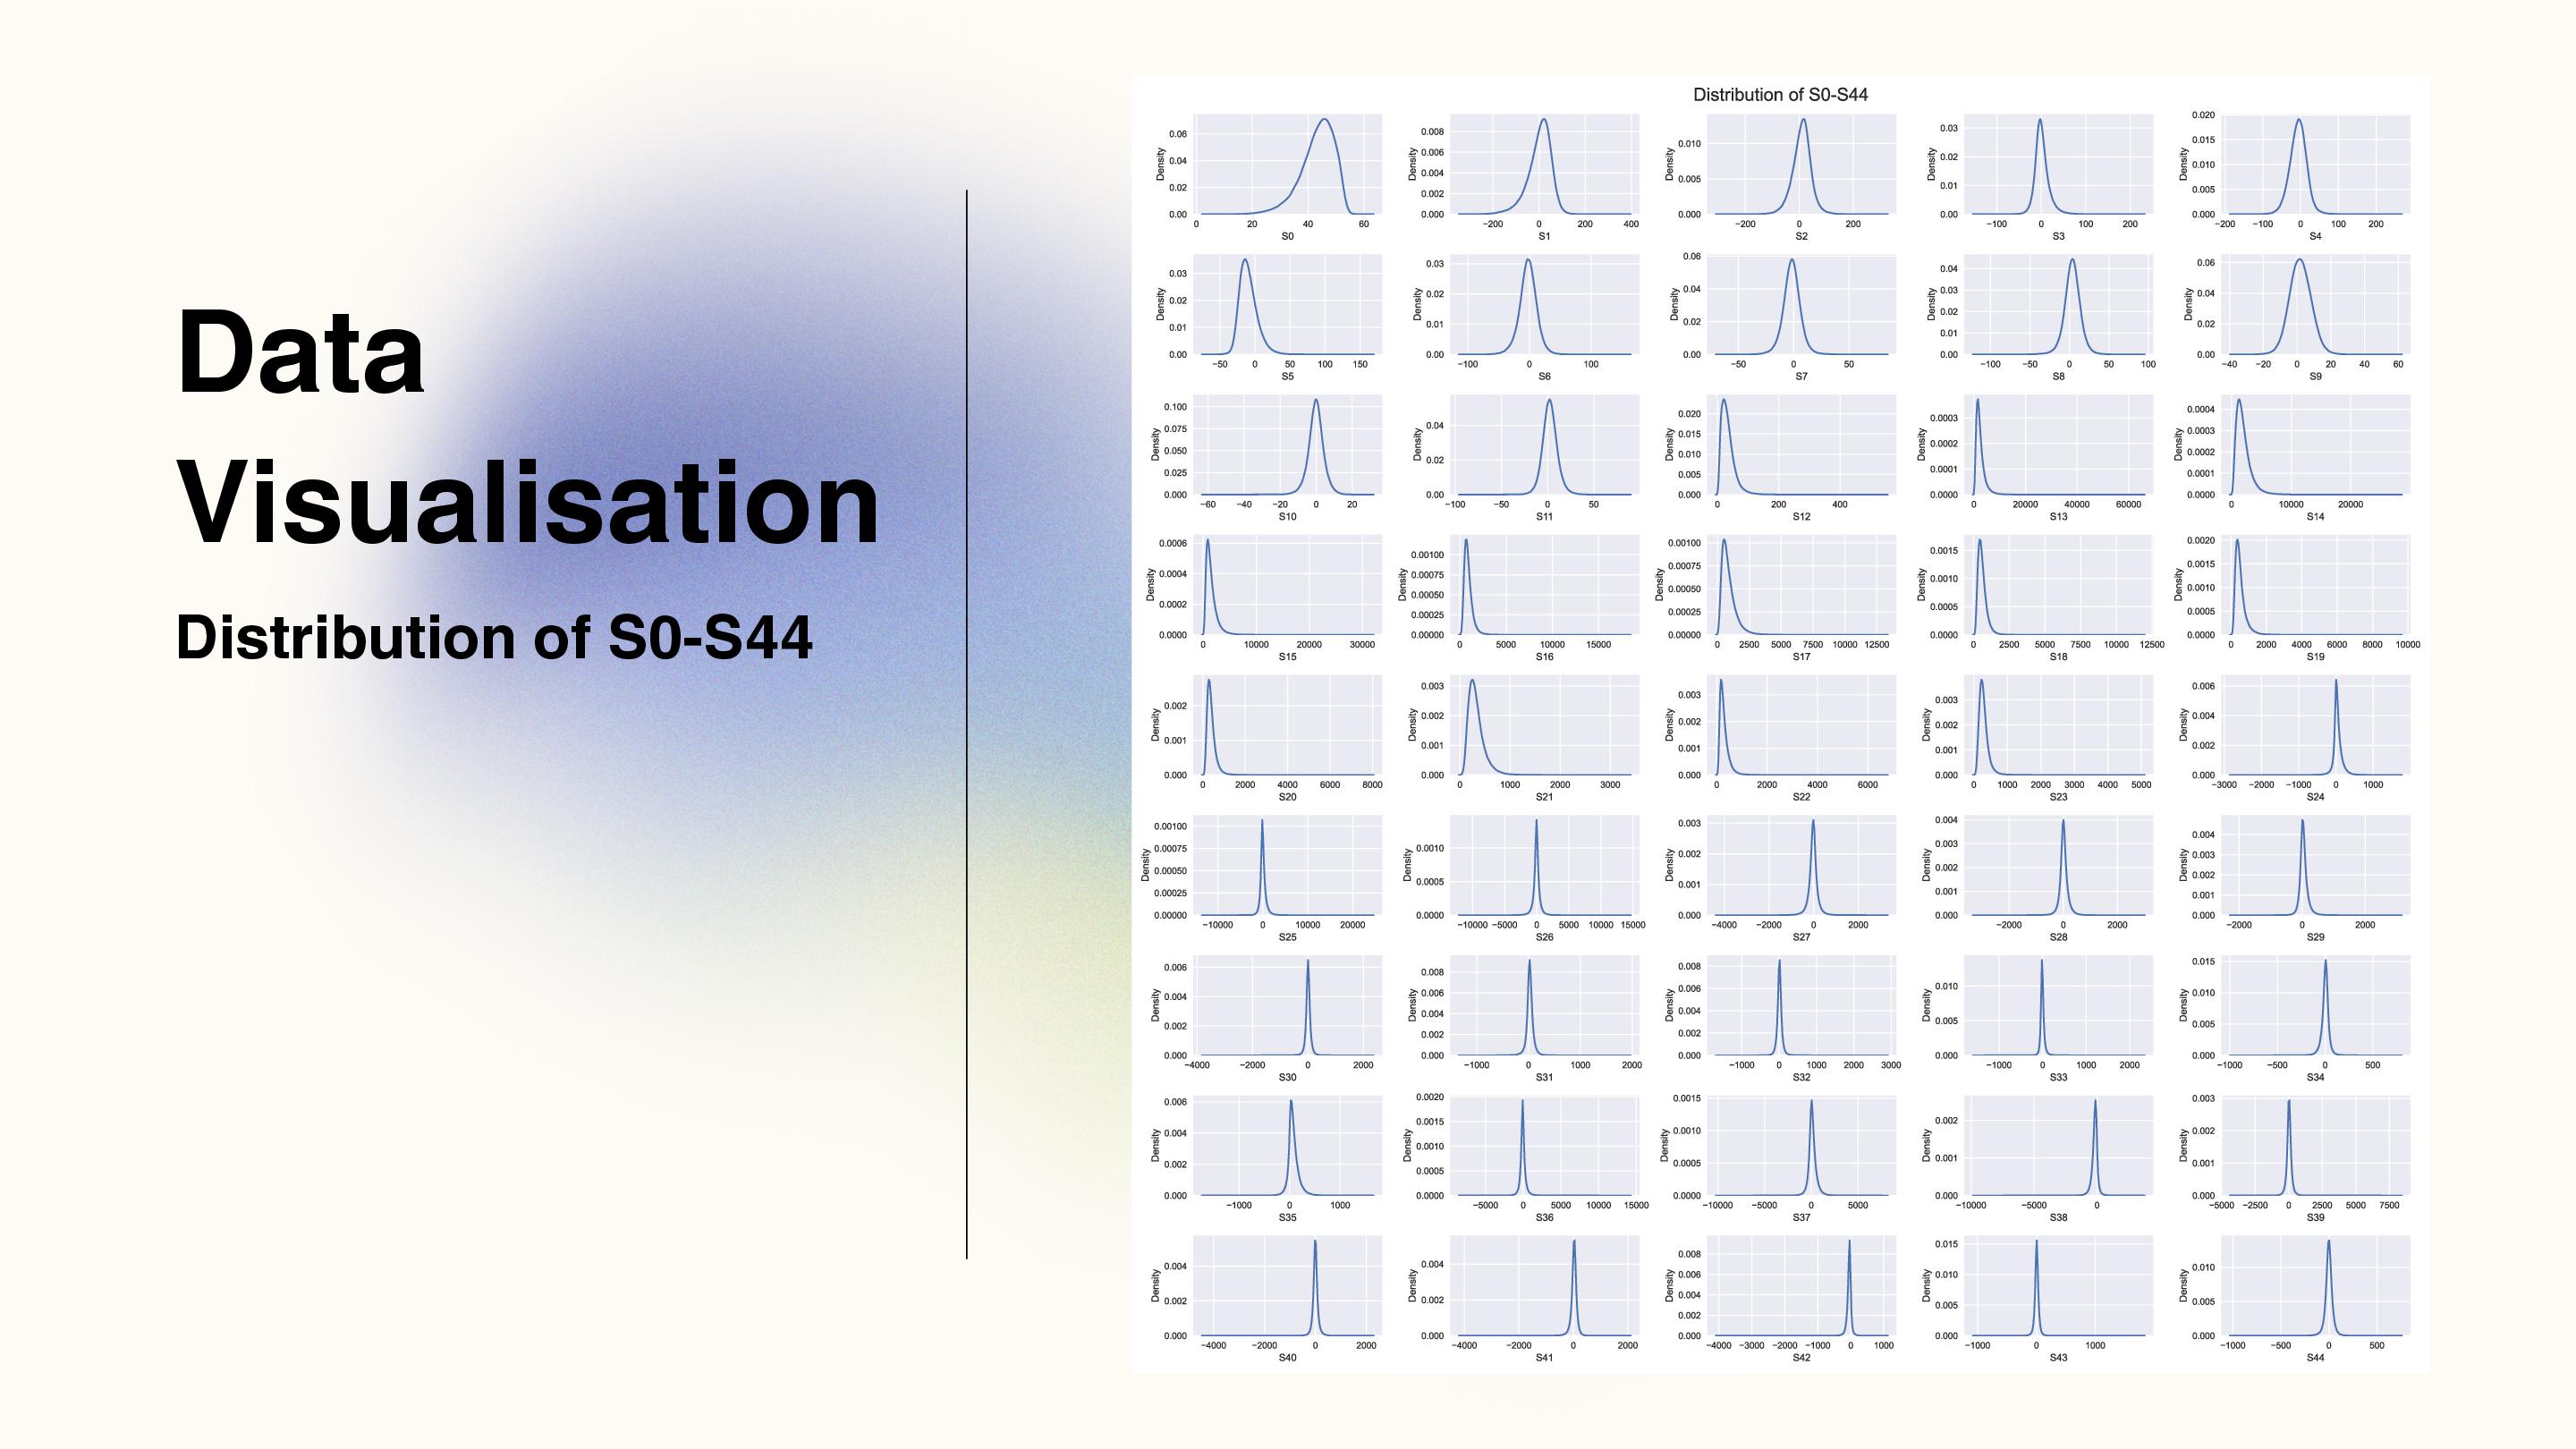 Data
Visualisation
Distribution of S0-S44
Distribution of S0-S44
Density 0.06 0.04 0.02 0.00
0 20 40 60
S0
Density 0.008 0.006 0.004 0.002 0.000
−200 0 200 400
S1
Density 0.010 0.005 0.000
−200 0 200
S2
Density 0.03 0.02 0.01 0.00
−100 0 100 200
S3
Density 0.020 0.015 0.010 0.005 0.000
−200 −100 0 100 200
S4
Density 0.03 0.02 0.01 0.00
−50 0 50 100 150
S5
Density 0.03 0.02 0.01 0.00
−100 0 100
S6
Density 0.06 0.04 0.02 0.00
−50 0 50
S7
Density 0.04 0.03 0.02 0.01 0.00
−100 −50 0 50 100
S8
Density 0.06 0.04 0.02 0.00
−40 −20 0 20 40 60
S9
Density 0.100 0.075 0.050 0.025 0.000
−60 −40 −20 0 20
S10
Density 0.04 0.02 0.00
−100 −50 0 50
S11
Density 0.020 0.015 0.010 0.005 0.000
0 200 400
S12
Density 0.0003 0.0002 0.0001 0.0000
0 20000 40000 60000
S13
Density 0.0004 0.0003 0.0002 0.0001 0.0000
0 10000 20000
S14
Density 0.0006 0.0004 0.0002 0.0000
0 10000 20000 30000
S15
Density 0.00100 0.00075 0.00050 0.00025 0.00000
0 5000 10000 15000
S16
Density 0.00100 0.00075 0.00050 0.00025 0.00000
0 2500 5000 7500 10000 12500
S17
Density 0.0015 0.0010 0.0005 0.0000
0 2500 5000 7500 10000 12500
S18
Density 0.0020 0.0015 0.0010 0.0005 0.0000
0 2000 4000 6000 8000 10000
S19
Density 0.002 0.001 0.000
0 2000 4000 6000 8000
S20
Density 0.003 0.002 0.001 0.000
0 1000 2000 3000
S21
Density 0.003 0.002 0.001 0.000
0 2000 4000 6000
S22
Density 0.003 0.002 0.001 0.000
0 1000 2000 3000 4000 5000
S23
Density 0.006 0.004 0.002 0.000
−3000 −2000 −1000 0 1000
S24
Density 0.00100 0.00075 0.00050 0.00025 0.00000
−10000 0 10000 20000
S25
Density 0.0010 0.0005 0.0000
−10000 −5000 0 5000 10000 15000
S26
Density 0.003 0.002 0.001 0.000
−4000 −2000 0 2000
S27
Density 0.004 0.003 0.002 0.001 0.000
−2000 0 2000
S28
Density 0.004 0.003 0.002 0.001 0.000
−2000 0 2000
S29
Density 0.006 0.004 0.002 0.000
−4000 −2000 0 2000
S30
Density 0.008 0.006 0.004 0.002 0.000
−1000 0 1000 2000
S31
Density 0.008 0.006 0.004 0.002 0.000
−1000 0 1000 2000 3000
S32
Density 0.010 0.005 0.000
−1000 0 1000 2000
S33
Density 0.015 0.010 0.005 0.000
−1000 −500 0 500
S34
Density 0.006 0.004 0.002 0.000
−1000 0 1000
S35
Density 0.0020 0.0015 0.0010 0.0005 0.0000
−5000 0 5000 10000 15000
S36
Density 0.0015 0.0010 0.0005 0.0000
−10000 −5000 0 5000
S37
Density 0.002 0.001 0.000
−10000 −5000 0
S38
Density 0.003 0.002 0.001 0.000
−5000 −2500 0 2500 5000 7500
S39
Density 0.004 0.002 0.000
−4000 −2000 0 2000
S40
Density 0.004 0.002 0.000
−4000 −2000 0 2000
S41
Density 0.008 0.006 0.004 0.002 0.000
−4000 −3000 −2000 −1000 0 1000
S42
Density 0.015 0.010 0.005 0.000
−1000 0 1000
S43
Density 0.010 0.005 0.000
−1000 −500 0 500
S44